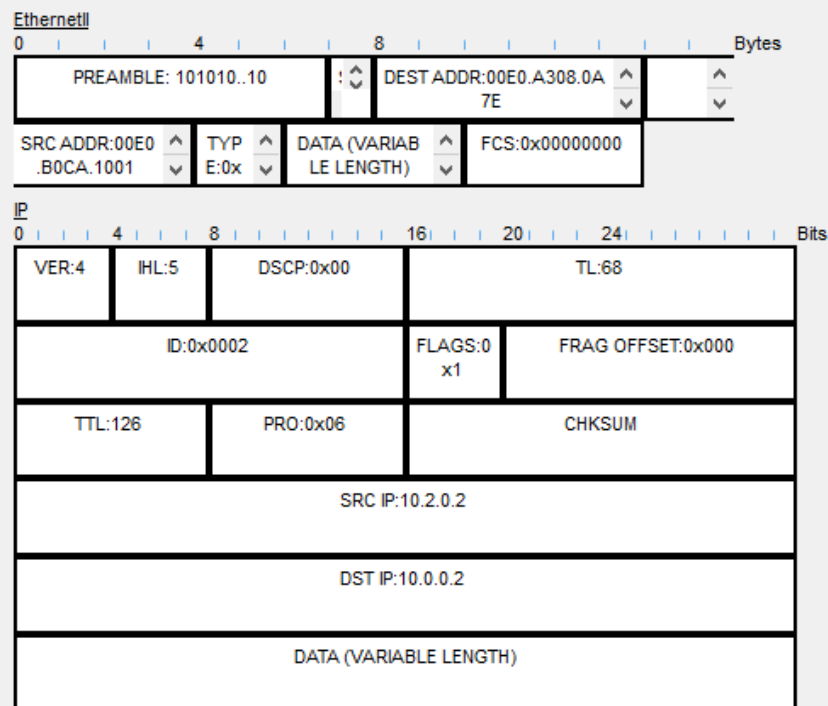 EthernetII
0 4 8 Bytes
PREAMBLE: 101010..10
DEST ADDR:00E0.A308.0A
7E
SRC ADDR:00E0
.B0CA.1001
TYP
E:0x
DATA (VARIAB
LE LENGTH)
FCS:0x00000000
IP
0 4 8 16 20 24 Bits
VER:4 IHL:5 DSCP:0x00 TL:68
ID:0x0002 FLAGS:0
x1
FRAG OFFSET:0x000
TTL:126 PRO:0x06 CHKSUM
SRC IP:10.2.0.2
DST IP:10.0.0.2
DATA (VARIABLE LENGTH)